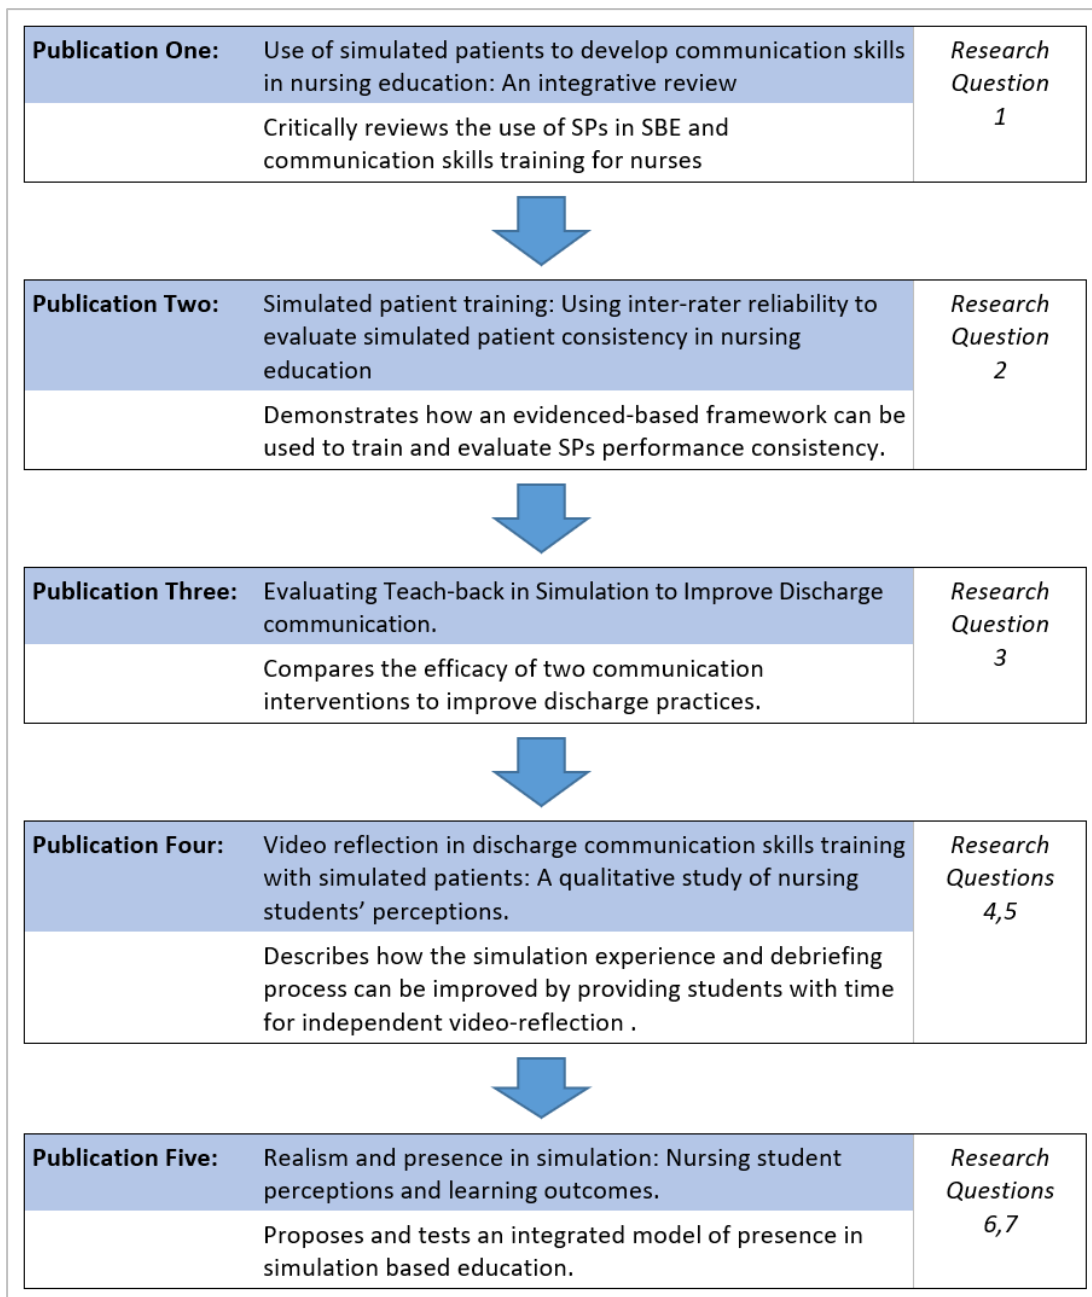 Publication One:
Use of simulated patients to develop communication skills
in nursing education: An integrative review
Research
Question
1
Critically reviews the use of SPs in SBE and
communication skills training for nurses
Publication Two:
Simulated patient training: Using inter-rater reliability to
evaluate simulated patient consistency in nursing
education
Research
Question
2
Demonstrates how an evidenced-based framework can be
used to train and evaluate SPs performance consistency.
Publication Three:
Evaluating Teach-back in Simulation to Improve Discharge
communication.
Research
Question
3
Compares the efficacy of two communication
interventions to improve discharge practices.
Publication Four:
Video reflection in discharge communication skills training
with simulated patients: A qualitative study of nursing
students’ perceptions.
Research
Questions
4,5
Describes how the simulation experience and debriefing
process can be improved by providing students with time
for independent video-reflection .
Publication Five:
Realism and presence in simulation: Nursing student
perceptions and learning outcomes.
Research
Questions
6,7
Proposes and tests an integrated model of presence in
simulation based education.